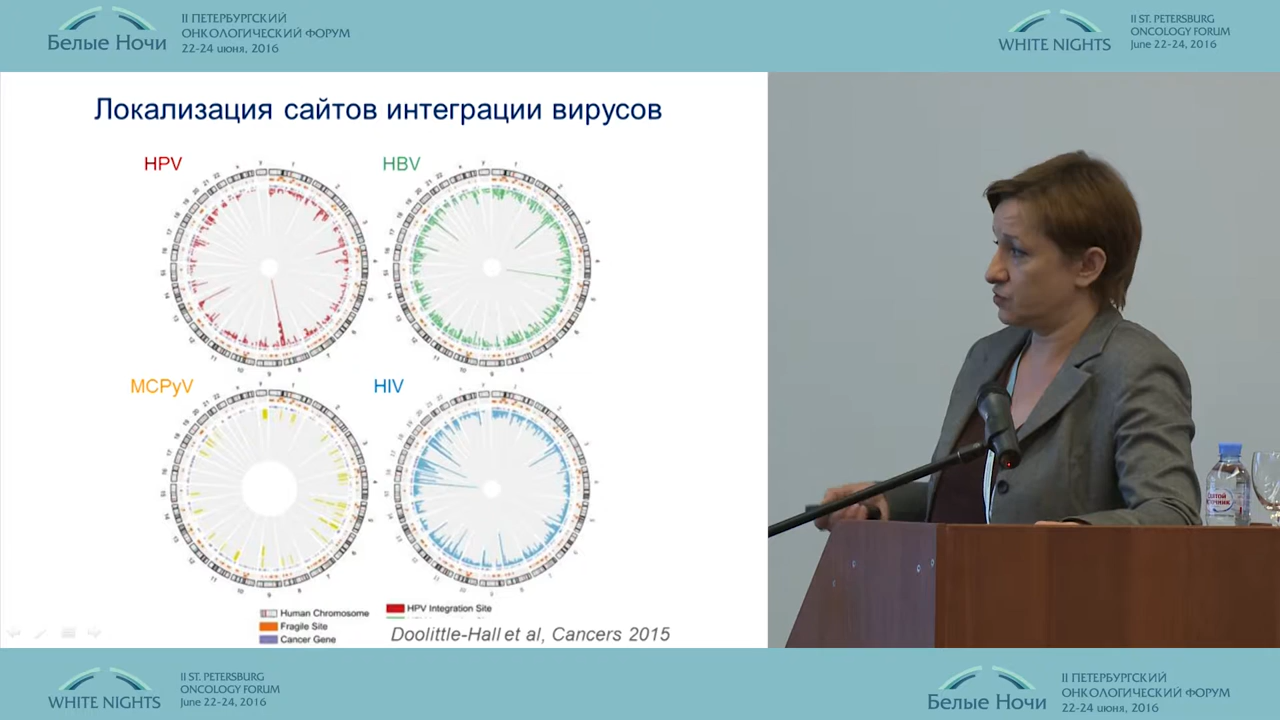 Белые Ночи
II ПЕТЕРБУРГСКИЙ
ОНКОЛОГИЧЕСКИЙ ФОРУМ
22-24 июня, 2016
WHITE NIGHTS
II ST. PETERSBURG
ONCOLOGY FORUM
June 22-24, 2016
Локализация сайтов интеграции вирусов
HPV
HBV
MCPyV
HIV
Human Chromosome
Fragile Site
Cancer Gene
HPV Integration Site
Doolittle-Hall et al, Cancers 2015
WHITE NIGHTS
II ST. PETERSBURG
ONCOLOGY FORUM
June 22-24, 2016
Белые Ночи
II ПЕТЕРБУРГСКИЙ
ОНКОЛОГИЧЕСКИЙ ФОРУМ
22-24 июня, 2016